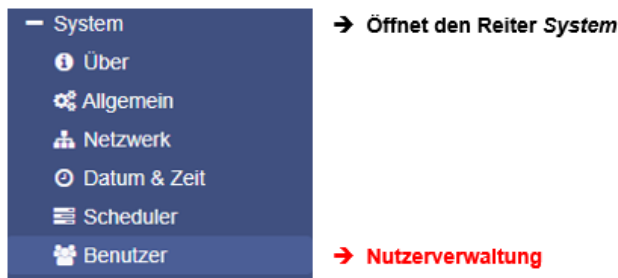 System → Öffnet den Reiter System
Über
Allgemein
Netzwerk
Datum & Zeit
Scheduler
Benutzer → Nutzerverwaltung